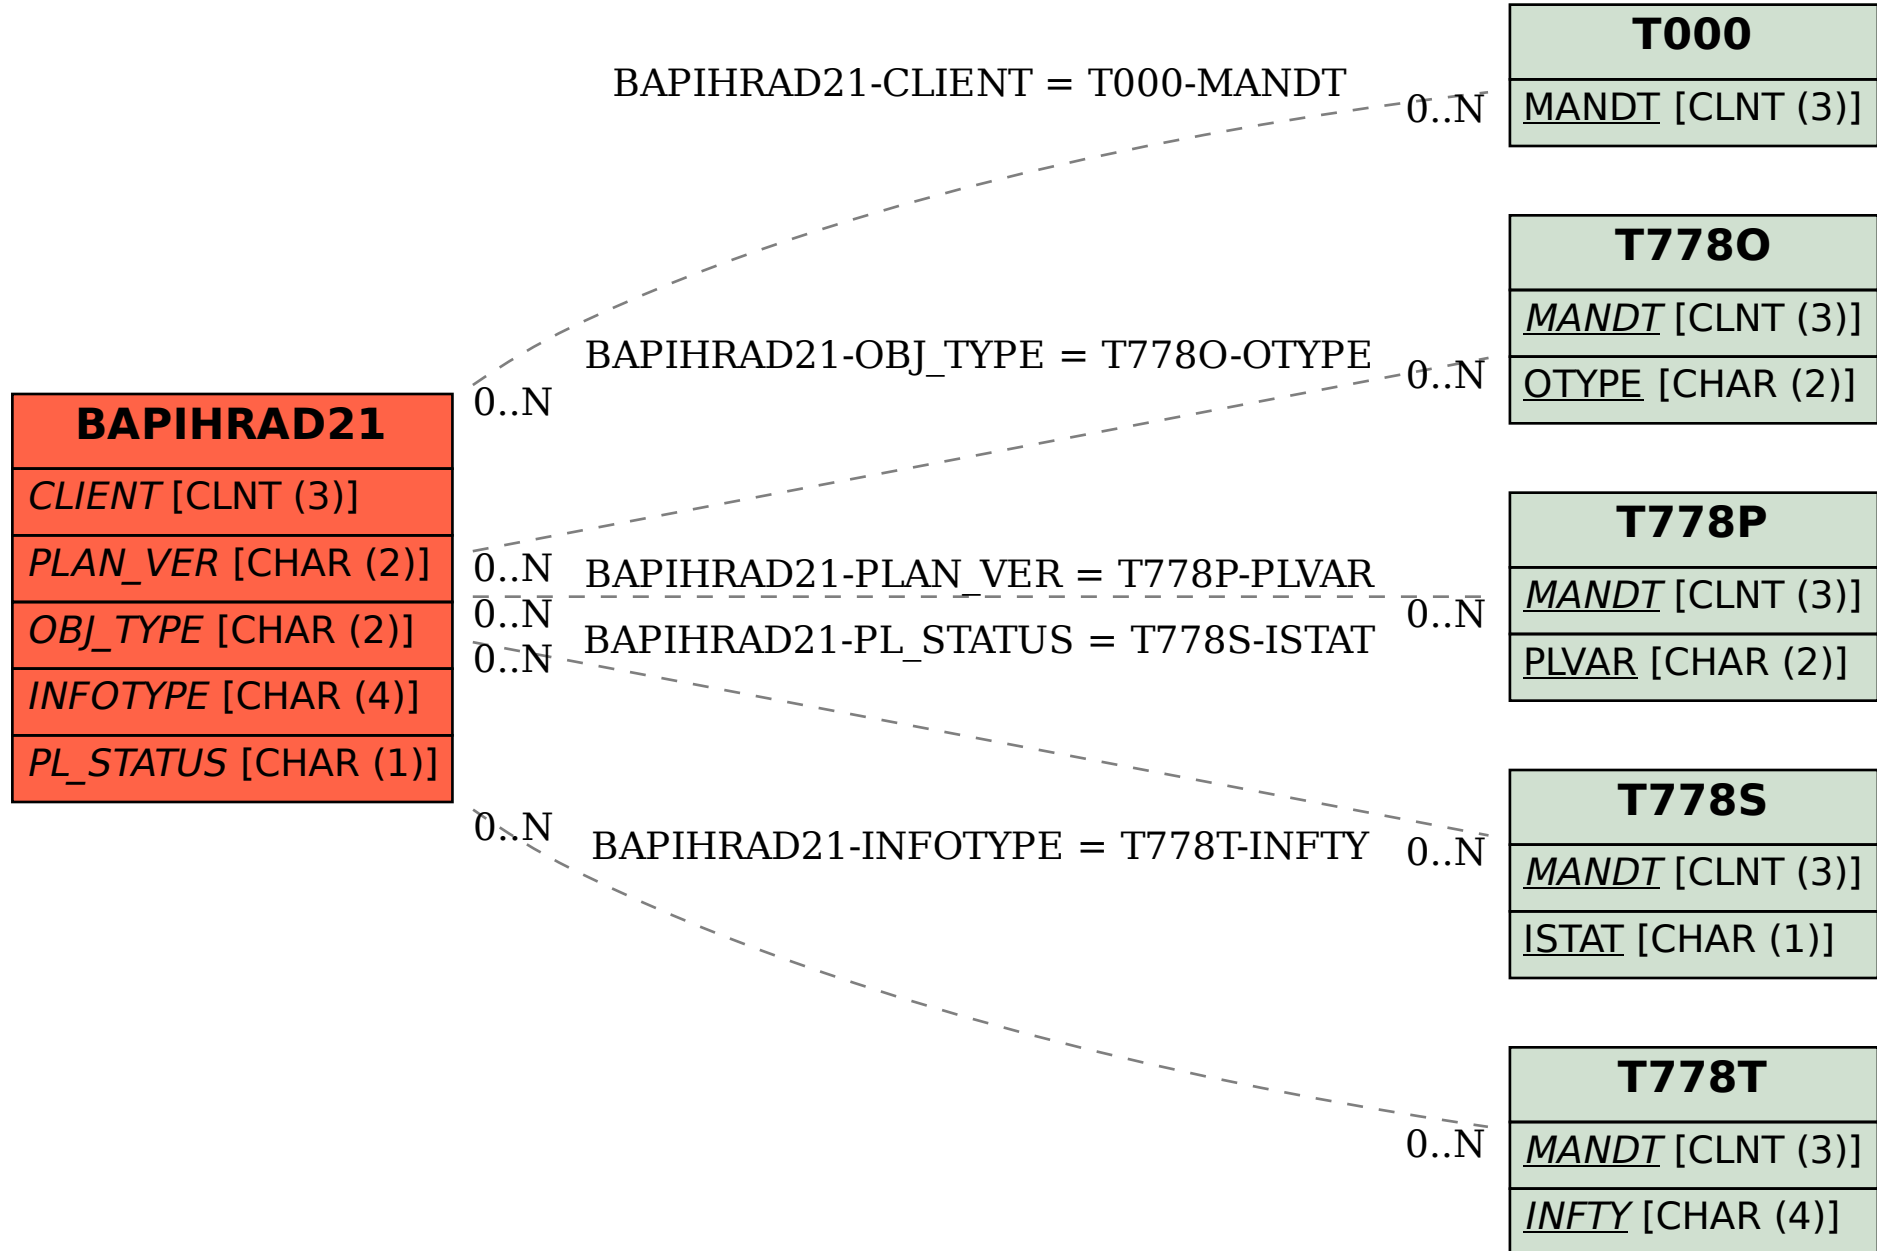 BAPIHRAD21
CLIENT [CLNT (3)]
PLAN_VER [CHAR (2)]
OBJ_TYPE [CHAR (2)]
INFOTYPE [CHAR (4)]
PL_STATUS [CHAR (1)]
BAPIHRAD21-CLIENT = T000-MANDT
0..N
0..N
BAPIHRAD21-OBJ_TYPE = T778O-OTYPE
0..N
0..N
BAPIHRAD21-PLAN_VER = T778P-PLVAR
0..N
0..N
BAPIHRAD21-PL_STATUS = T778S-ISTAT
0..N
0..N
BAPIHRAD21-INFOTYPE = T778T-INFTY
0..N
0..N
T000
MANDT [CLNT (3)]
T778O
MANDT [CLNT (3)]
OTYPE [CHAR (2)]
T778P
MANDT [CLNT (3)]
PLVAR [CHAR (2)]
T778S
MANDT [CLNT (3)]
ISTAT [CHAR (1)]
T778T
MANDT [CLNT (3)]
INFTY [CHAR (4)]